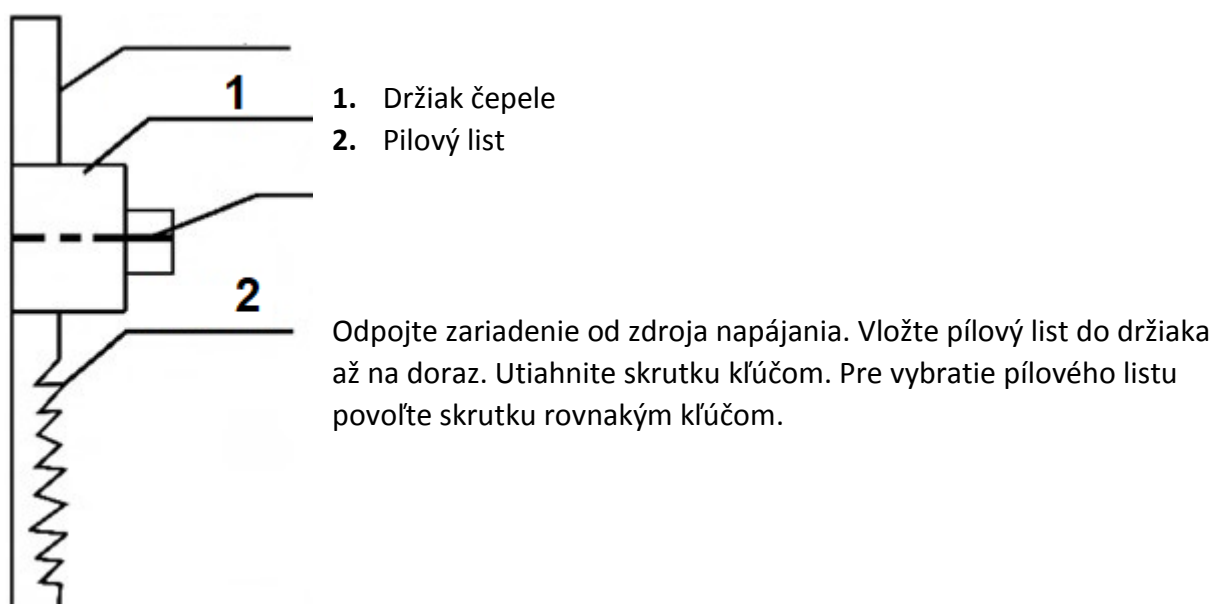 1
1. Držiak čepele
2. Pilový list
2
Odpojte zariadenie od zdroja napájania. Vložte pílový list do držiaka
až na doraz. Utiahnite skrutku kľúčom. Pre vybratie pílového listu
povoľte skrutku rovnakým kľúčom.